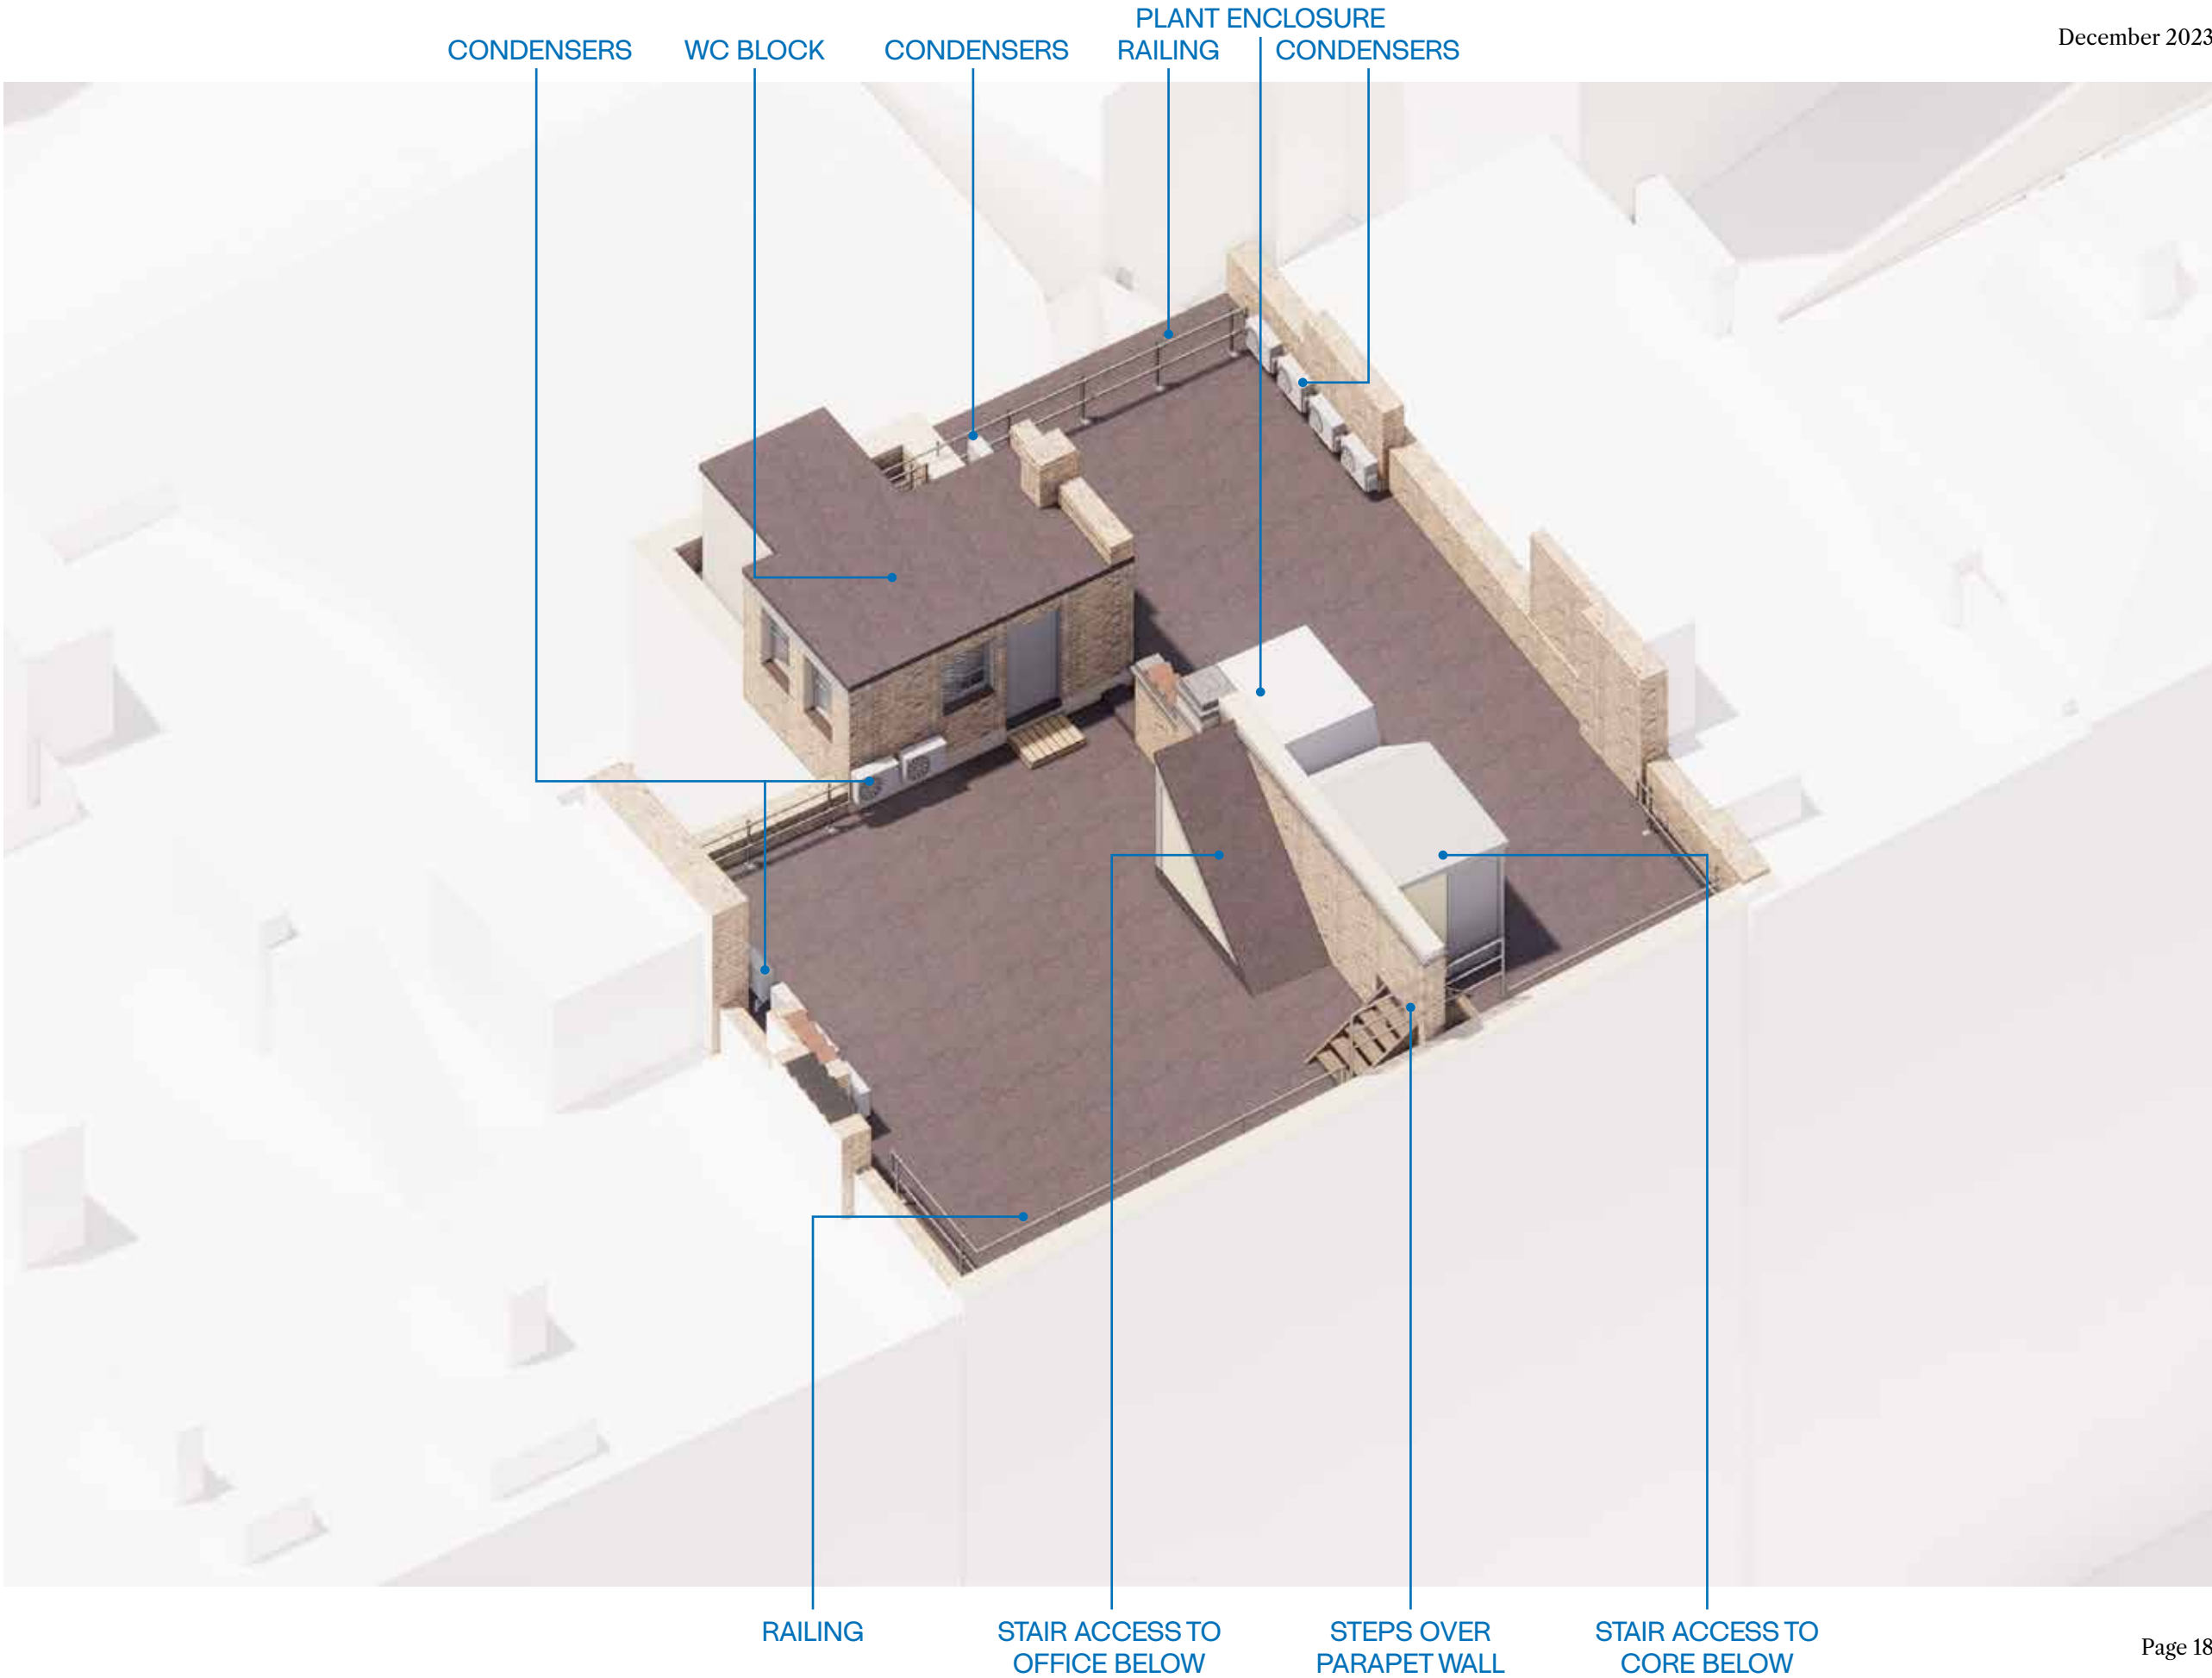 PLANT ENCLOSURE
December 2023
CONDENSERS
WC BLOCK
CONDENSERS
RAILING
CONDENSERS
RAILING
STAIR ACCESS TO
OFFICE BELOW
STEPS OVER
PARAPET WALL
STAIR ACCESS TO
CORE BELOW
Page 18